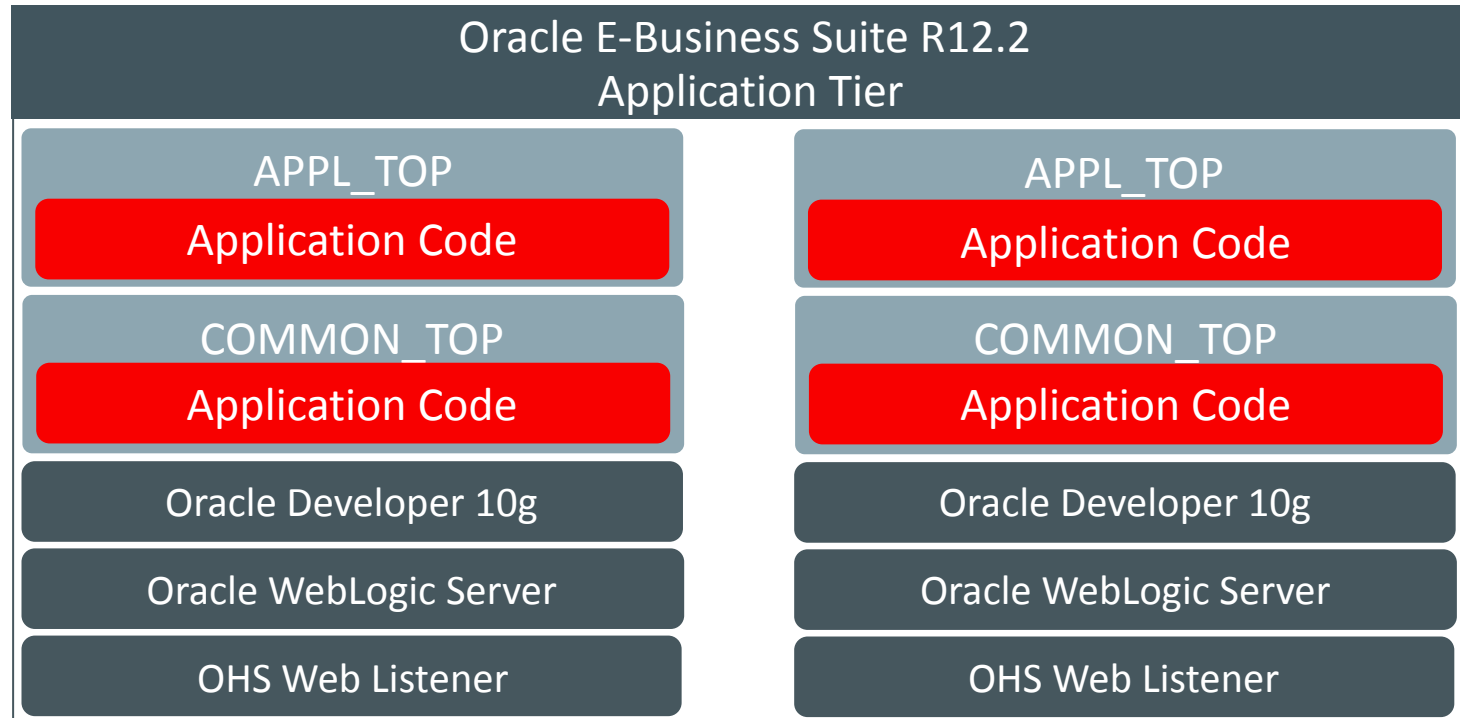 Oracle E-Business Suite R12.2
Application Tier
APPL_TOP
Application Code
COMMON_TOP
Application Code
Oracle Developer 10g
Oracle WebLogic Server
OHS Web Listener
APPL_TOP
Application Code
COMMON_TOP
Application Code
Oracle Developer 10g
Oracle WebLogic Server
OHS Web Listener